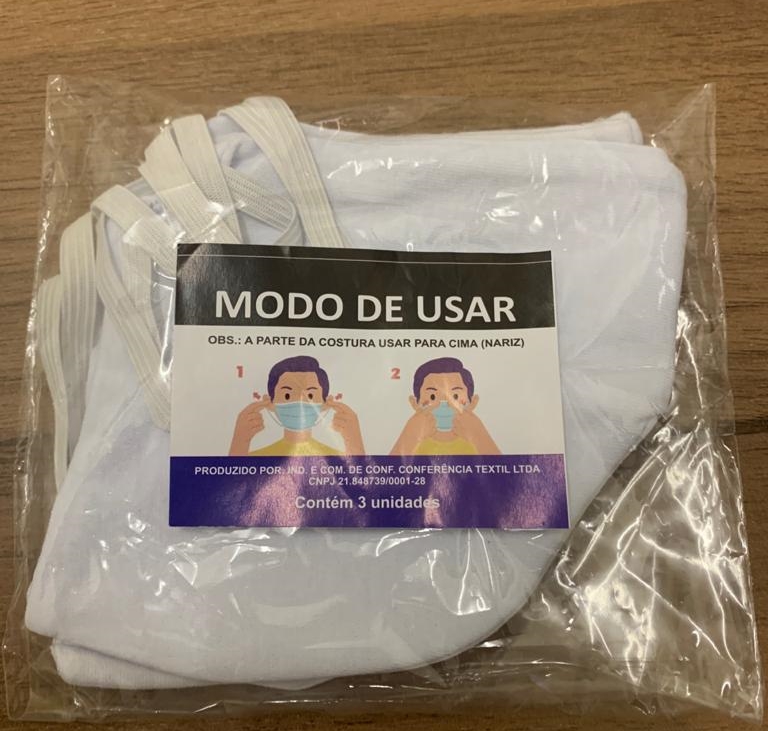 MODO DE USAR
OBS.: A PARTE DA COSTURA USAR PARA CIMA (NARIZ)
1 2
PRODUZIDO POR: IND. E COM. DE CONF. CONFERÊNCIA TEXTIL LTDA
CNPJ 21.848739/0001-28
Contém 3 unidades